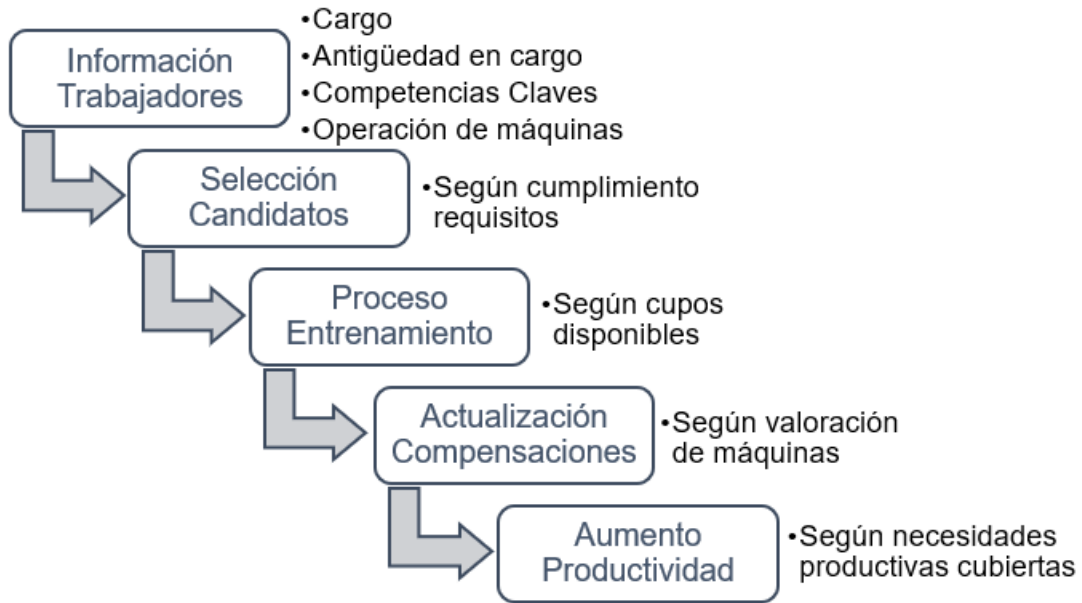 Información
Trabajadores
•Cargo
•Antigüedad en cargo
•Competencias Claves
•Operación de máquinas
Selección
Candidatos
•Según cumplimiento
requisitos
Proceso
Entrenamiento
•Según cupos
disponibles
Actualización
Compensaciones
•Según valoración
de máquinas
Aumento
Productividad
•Según necesidades
productivas cubiertas